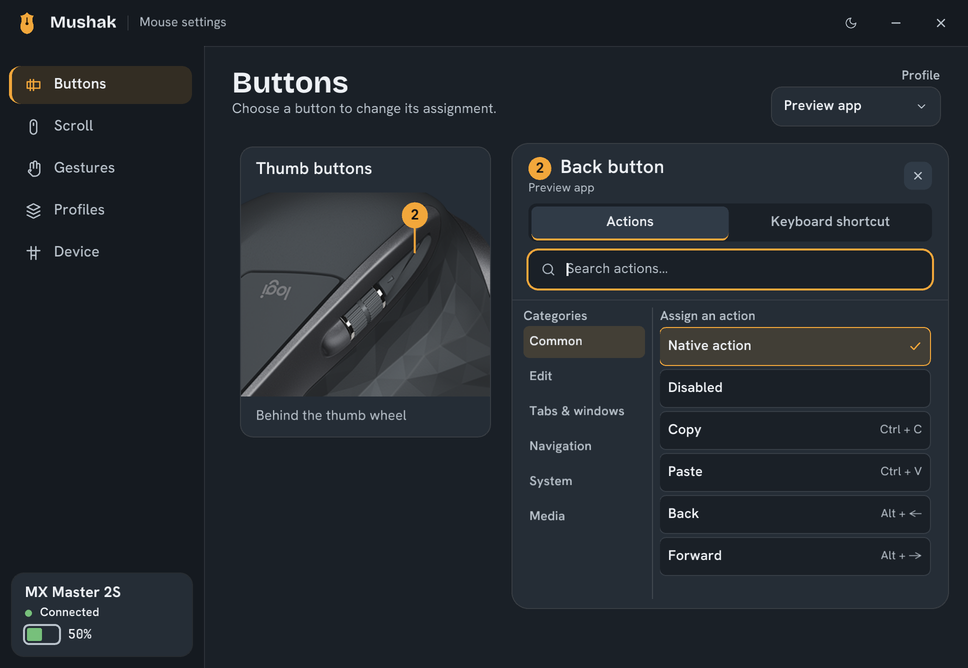 Mushak
Mouse settings
Buttons
Scroll
Gestures
Profiles
Device
MX Master 2S
Connected
50%
Buttons
Choose a button to change its assignment.
Profile
Preview app
Thumb buttons
2
logi
Behind the thumb wheel
2 Back button
Preview app
Actions
Keyboard shortcut
Search actions...
Categories
Common
Edit
Tabs & windows
Navigation
System
Media
Assign an action
Native action
Disabled
Copy Ctrl + C
Paste Ctrl + V
Back Alt + ←
Forward Alt + →